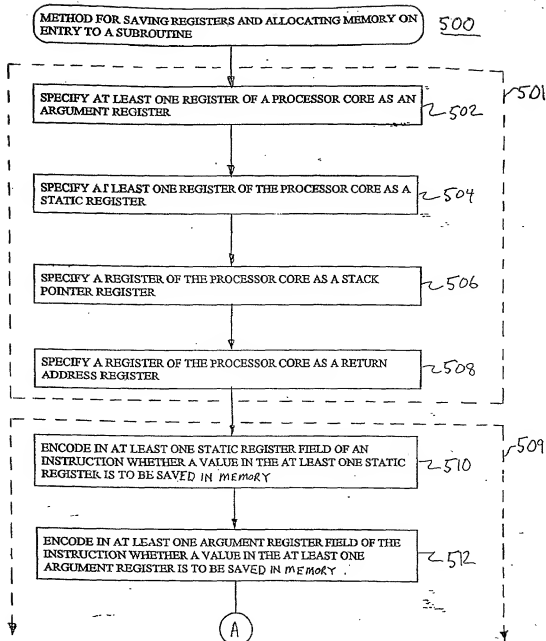 METHOD FOR SAVING REGISTERS AND ALLOCATING MEMORY ON
ENTRY TO A SUBROUTINE
500
501
SPECIFY AT LEAST ONE REGISTER OF A PROCESSOR CORE AS AN
ARGUMENT REGISTER
502
SPECIFY AT LEAST ONE REGISTER OF THE PROCESSOR CORE AS A
STATIC REGISTER
504
SPECIFY A REGISTER OF THE PROCESSOR CORE AS A STACK
POINTER REGISTER
506
SPECIFY A REGISTER OF THE PROCESSOR CORE AS A RETURN
ADDRESS REGISTER
508
509
ENCODE IN AT LEAST ONE STATIC REGISTER FIELD OF AN
INSTRUCTION WHETHER A VALUE IN THE AT LEAST ONE STATIC
REGISTER IS TO BE SAVED IN MEMORY
510
ENCODE IN AT LEAST ONE ARGUMENT REGISTER FIELD OF THE
INSTRUCTION WHETHER A VALUE IN THE AT LEAST ONE
ARGUMENT REGISTER IS TO BE SAVED IN MEMORY.
512
A